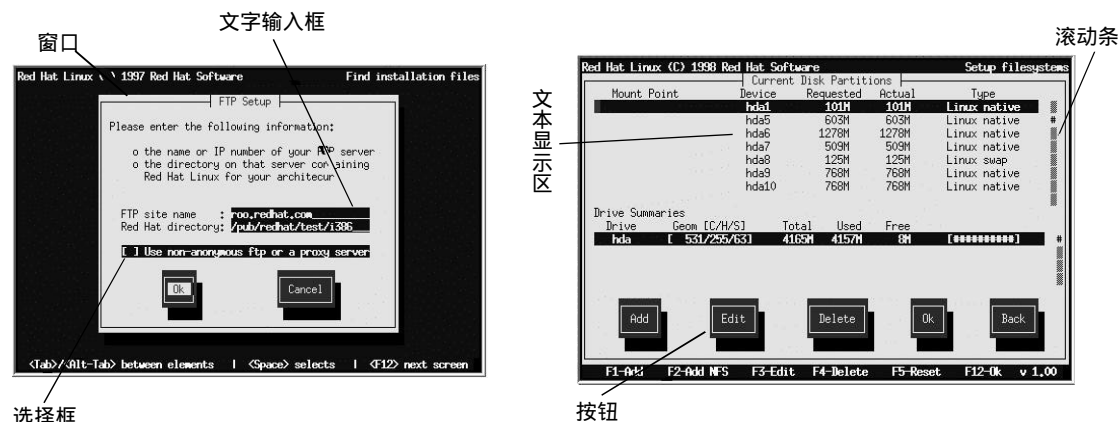 窗口
文字输入框
Red Hat Linux (C) 1997 Red Hat Software Find installation files
FTP Setup
Please enter the following information:
o the name or IP number of your FTP server
o the directory on that server containing
Red Hat Linux for your architecur
FTP site name : roo.redhat.com
Red Hat directory: /pub/redhat/test/i386
[ ] Use non-anonymous ftp or a proxy server
Ok Cancel
<Tab>/<Alt-Tab> between elements | <Space> selects | <F12> next screen
选择框
滚动条
文本显示区
Red Hat Linux (C) 1998 Red Hat Software Setup filesystems
Current Disk Partitions
Mount Point Device Requested Actual Type
hda1 101M 101M Linux native
hda5 603M 603M Linux native
hda6 1278M 1278M Linux native
hda7 509M 509M Linux native
hda8 125M 125M Linux swap
hda9 768M 768M Linux native
hda10 768M 768M Linux native
Drive Summaries
Drive Geom [C/H/S] Total Used Free
hda [ 531/255/63] 4165M 4157M 8M [##########]
Add Edit Delete Ok Back
F1-Add F2-Add NFS F3-Edit F4-Delete F5-Reset F12-Ok v 1.00
按钮